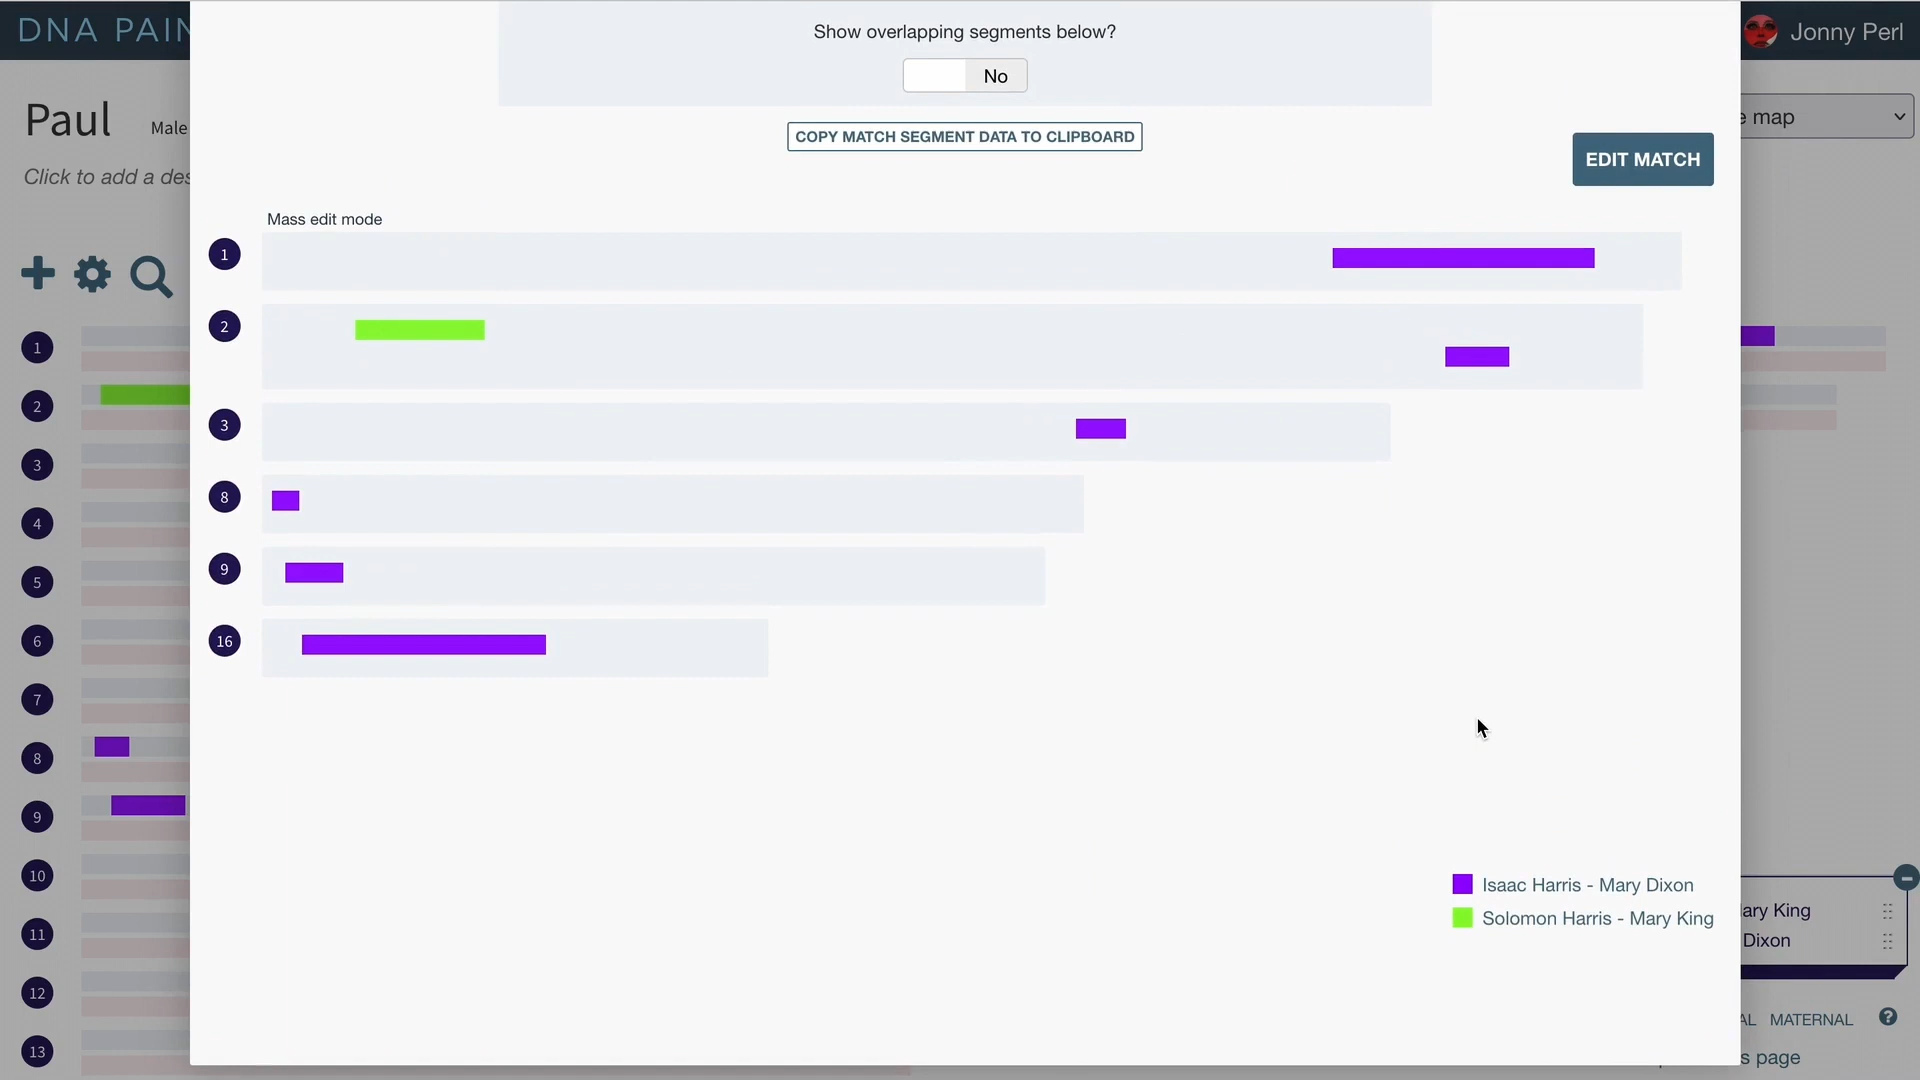 DNA PAIN
Jonny Perl
Show overlapping segments below?
No
COPY MATCH SEGMENT DATA TO CLIPBOARD
EDIT MATCH
Paul
Male
e map
Click to add a des
Mass edit mode
1
2
3
8
9
16
1
2
3
4
5
6
7
8
9
10
11
12
13
Isaac Harris - Mary Dixon
Solomon Harris - Mary King
ary King
Dixon
AL MATERNAL ?
s page